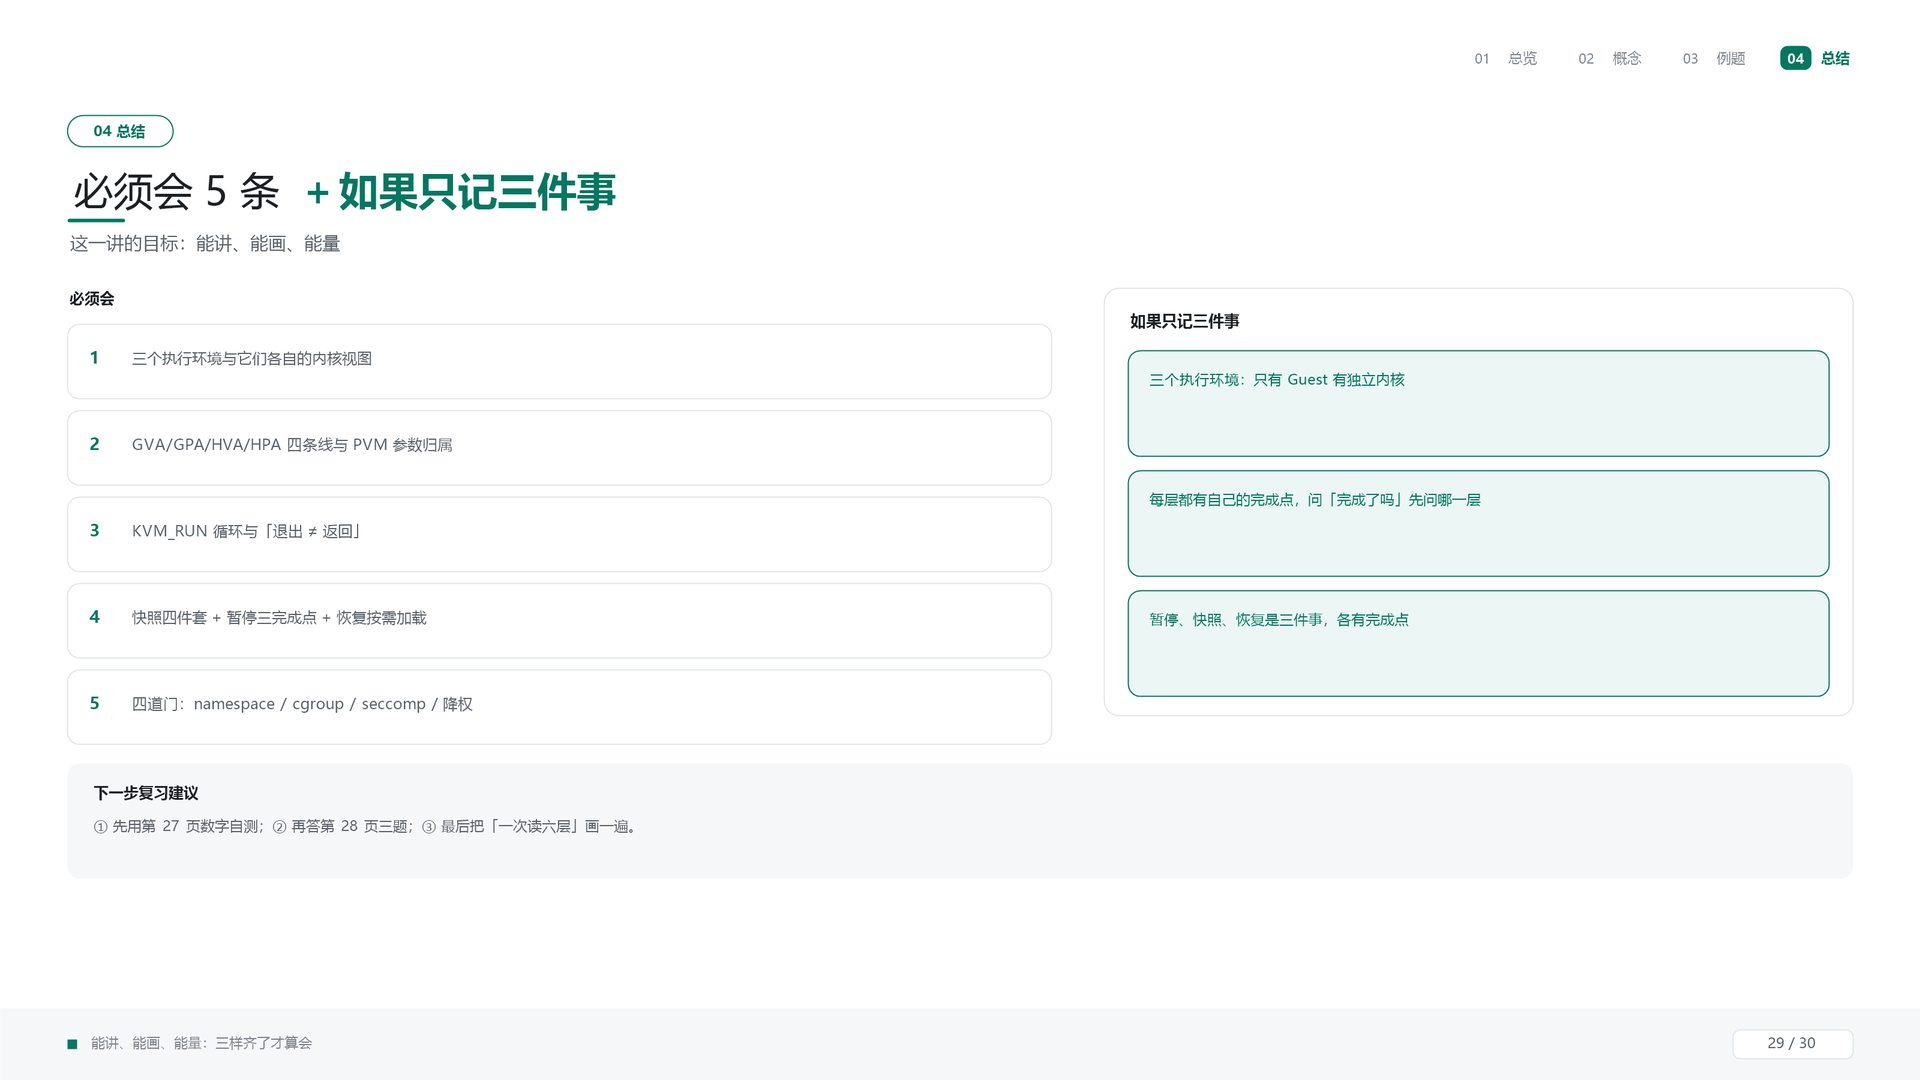 01 总览 02 概念 03 例题 04 总结
04 总结
必须会 5 条 + 如果只记三件事
这一讲的目标：能讲、能画、能量
必须会
1 三个执行环境与它们各自的内核视图
2 GVA/GPA/HVA/HPA 四条线与 PVM 参数归属
3 KVM_RUN 循环与「退出 ≠ 返回」
4 快照四件套 + 暂停三完成点 + 恢复按需加载
5 四道门：namespace / cgroup / seccomp / 降权
如果只记三件事
三个执行环境：只有 Guest 有独立内核
每层都有自己的完成点，问「完成了吗」先问哪一层
暂停、快照、恢复是三件事，各有完成点
下一步复习建议
① 先用第 27 页数字自测；② 再答第 28 页三题；③ 最后把「一次读六层」画一遍。
能讲、能画、能量：三样齐了才算会
29 / 30